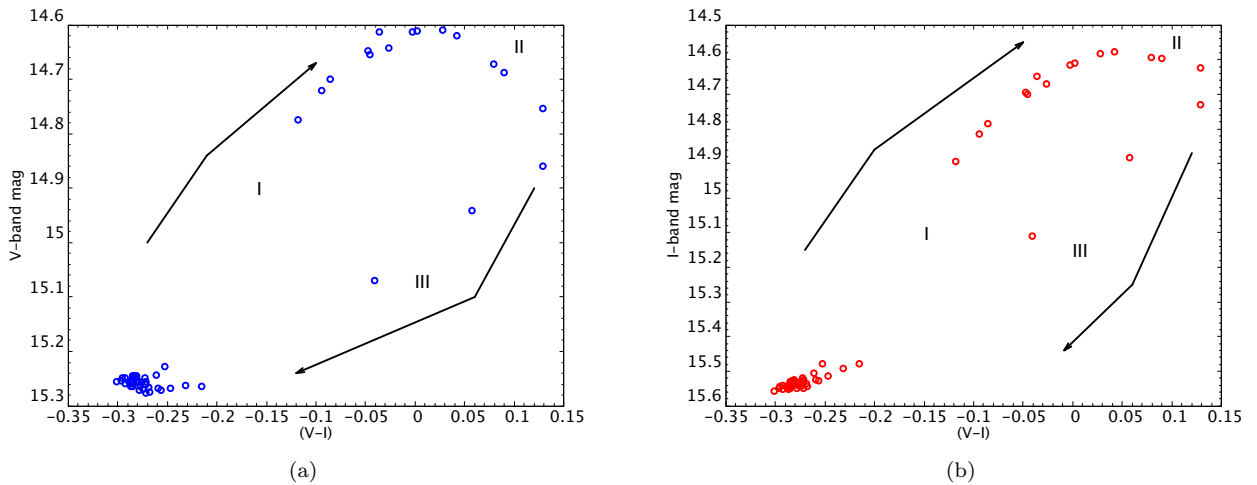 14.6
14.7
14.8
14.9
15
15.1
15.2
15.3
V−band mag
I
II
III
−0.35 −0.3 −0.25 −0.2 −0.15 −0.1 −0.05 0 0.05 0.1 0.15
(V−I)
(a)
14.5
14.6
14.7
14.8
14.9
15
15.1
15.2
15.3
15.4
15.5
15.6
I−band mag
I
II
III
−0.35 −0.3 −0.25 −0.2 −0.15 −0.1 −0.05 0 0.05 0.1 0.15
(V−I)
(b)